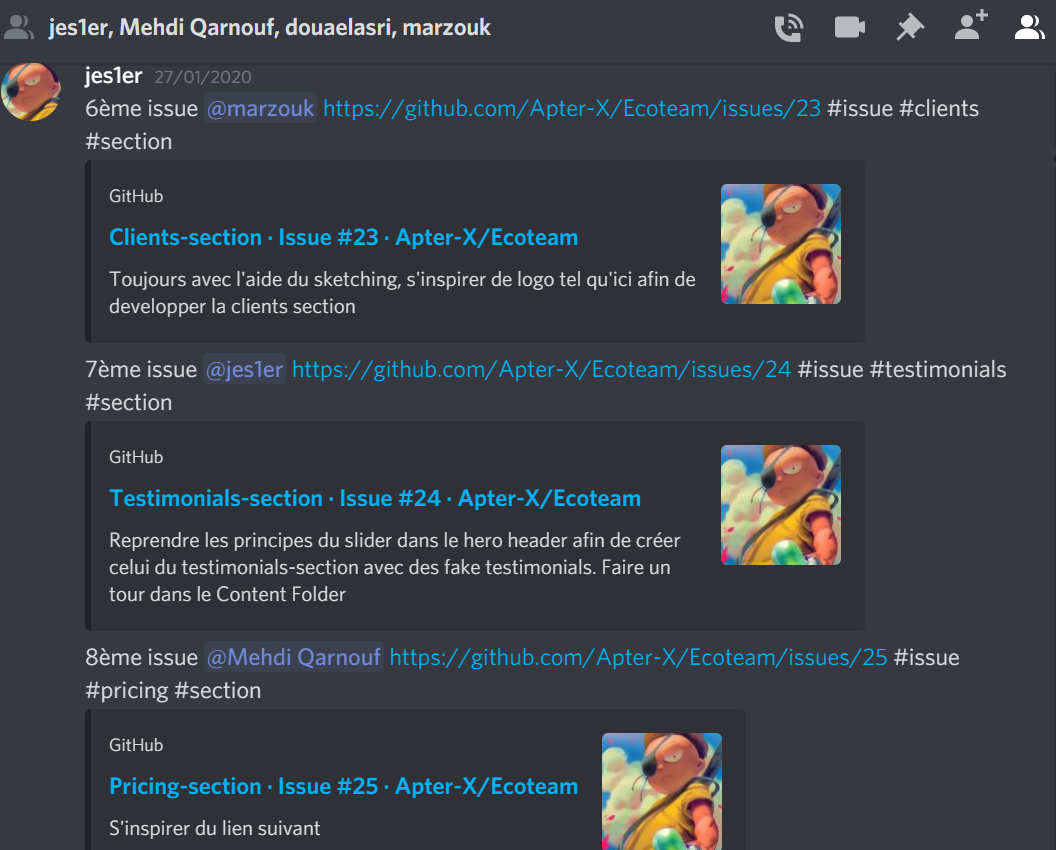 jes1er, Mehdi Qarnouf, douaelasri, marzouk
jes1er 27/01/2020
6ème issue @marzouk https://github.com/Apter-X/Ecoteam/issues/23 #issue #clients
#section
GitHub
Clients-section · Issue #23 · Apter-X/Ecoteam
Toujours avec l'aide du sketching, s'inspirer de logo tel qu'ici afin de
developper la clients section
7ème issue @jes1er https://github.com/Apter-X/Ecoteam/issues/24 #issue #testimonials
#section
GitHub
Testimonials-section · Issue #24 · Apter-X/Ecoteam
Reprendre les principes du slider dans le hero header afin de créer
celui du testimonials-section avec des fake testimonials. Faire un
tour dans le Content Folder
8ème issue @Mehdi Qarnouf https://github.com/Apter-X/Ecoteam/issues/25 #issue
#pricing #section
GitHub
Pricing-section · Issue #25 · Apter-X/Ecoteam
S'inspirer du lien suivant